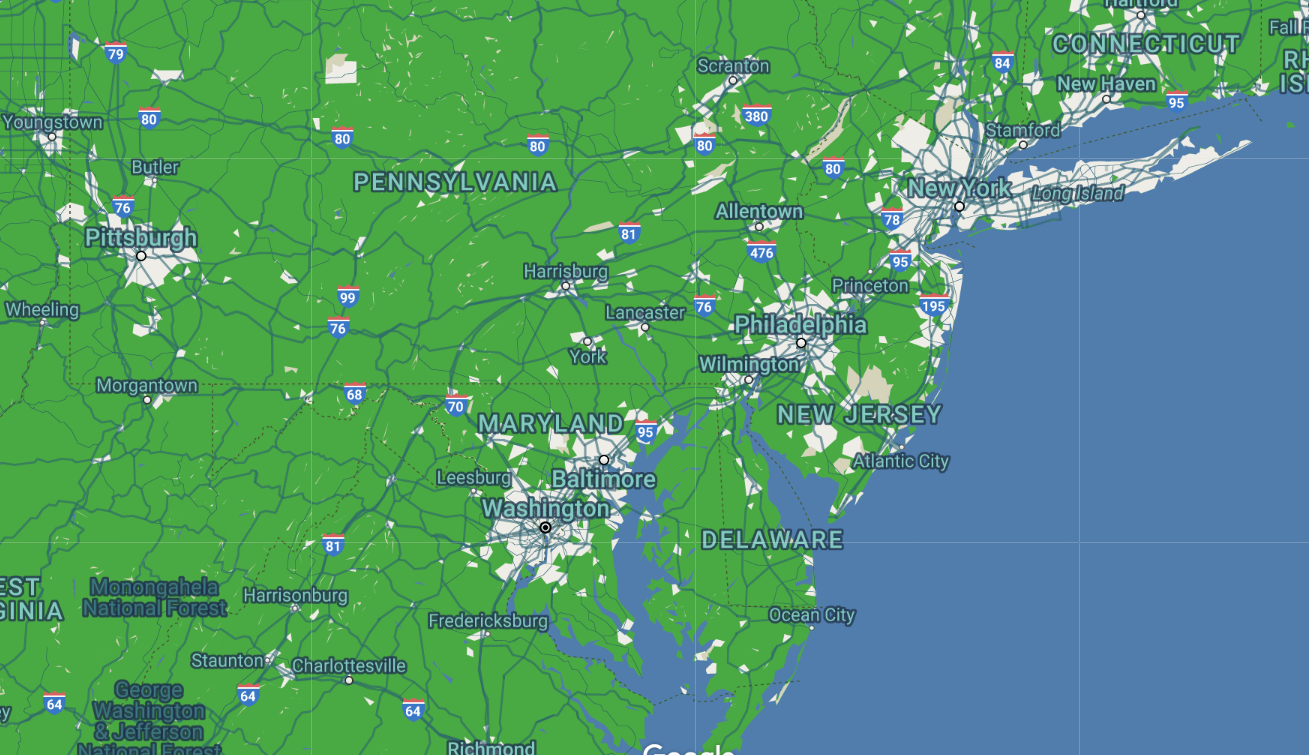 Hartford
79
CONNECTICUT
Fall R
84
Scranton
RH
ISL
New Haven
95
380
Youngstown
80
80
80
80
Stamford
Butler
80
PENNSYLVANIA
New York
Long Island
76
Allentown
78
81
Pittsburgh
476
95
Harrisburg
Princeton
99
76
195
Wheeling
Lancaster
76
Philadelphia
York
Wilmington
Morgantown
68
70
MARYLAND
95
NEW JERSEY
Atlantic City
Leesburg
Baltimore
Washington
81
DELAWARE
EST
GINIA
Monongahela
National Forest
Harrisonburg
Ocean City
Fredericksburg
Staunton
Charlottesville
64
64
64
ey
George
Washington
& Jefferson
National Forest
Richmond
Google